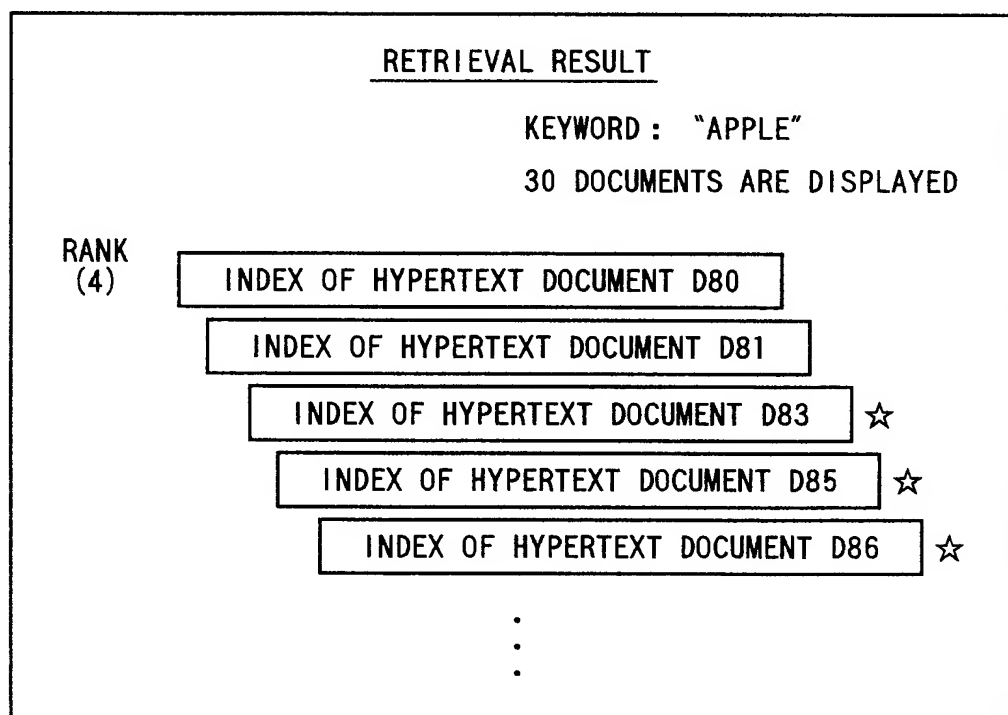 RETRIEVAL RESULT
KEYWORD : "APPLE"
30 DOCUMENTS ARE DISPLAYED
RANK
(4)
INDEX OF HYPERTEXT DOCUMENT D80
INDEX OF HYPERTEXT DOCUMENT D81
INDEX OF HYPERTEXT DOCUMENT D83 ☆
INDEX OF HYPERTEXT DOCUMENT D85 ☆
INDEX OF HYPERTEXT DOCUMENT D86 ☆